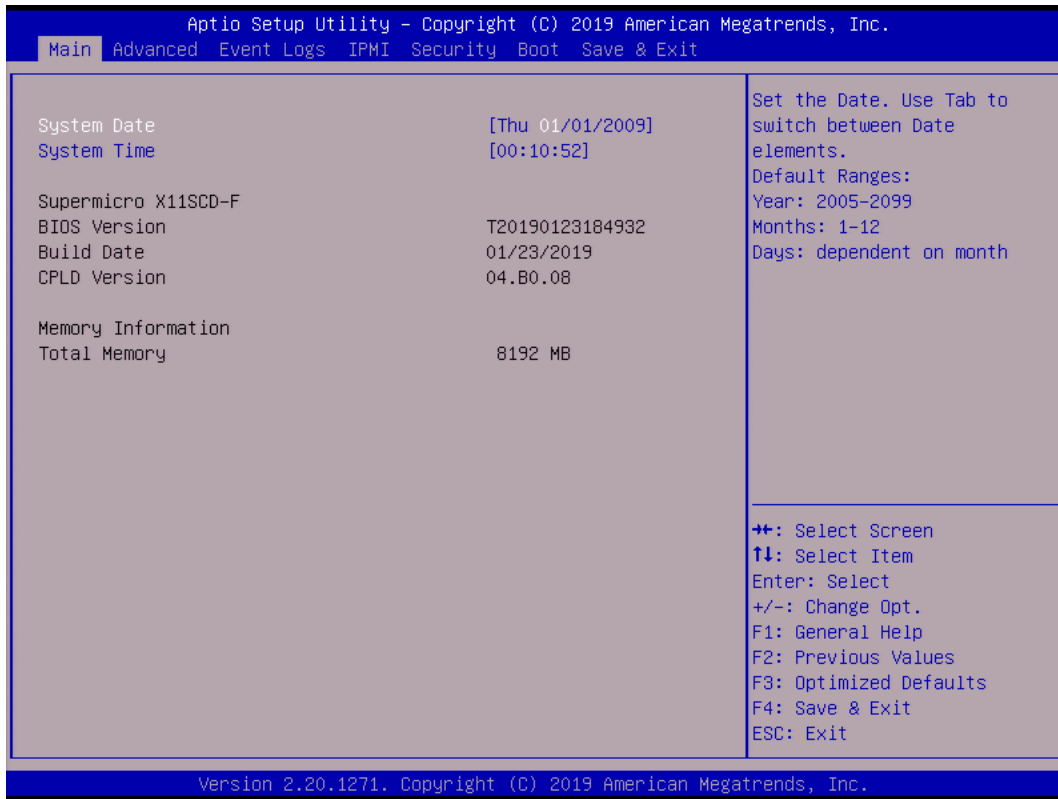 Aptio Setup Utility – Copyright (C) 2019 American Megatrends, Inc.
Main Advanced Event Logs IPMI Security Boot Save & Exit
System Date [Thu 01/01/2009]
System Time [00:10:52]
Supermicro X11SCD-F
BIOS Version T20190123184932
Build Date 01/23/2019
CPLD Version 04.B0.08
Memory Information
Total Memory 8192 MB
Set the Date. Use Tab to
switch between Date
elements.
Default Ranges:
Year: 2005-2099
Months: 1-12
Days: dependent on month
→←: Select Screen
↑↓: Select Item
Enter: Select
+/-: Change Opt.
F1: General Help
F2: Previous Values
F3: Optimized Defaults
F4: Save & Exit
ESC: Exit
Version 2.20.1271. Copyright (C) 2019 American Megatrends, Inc.